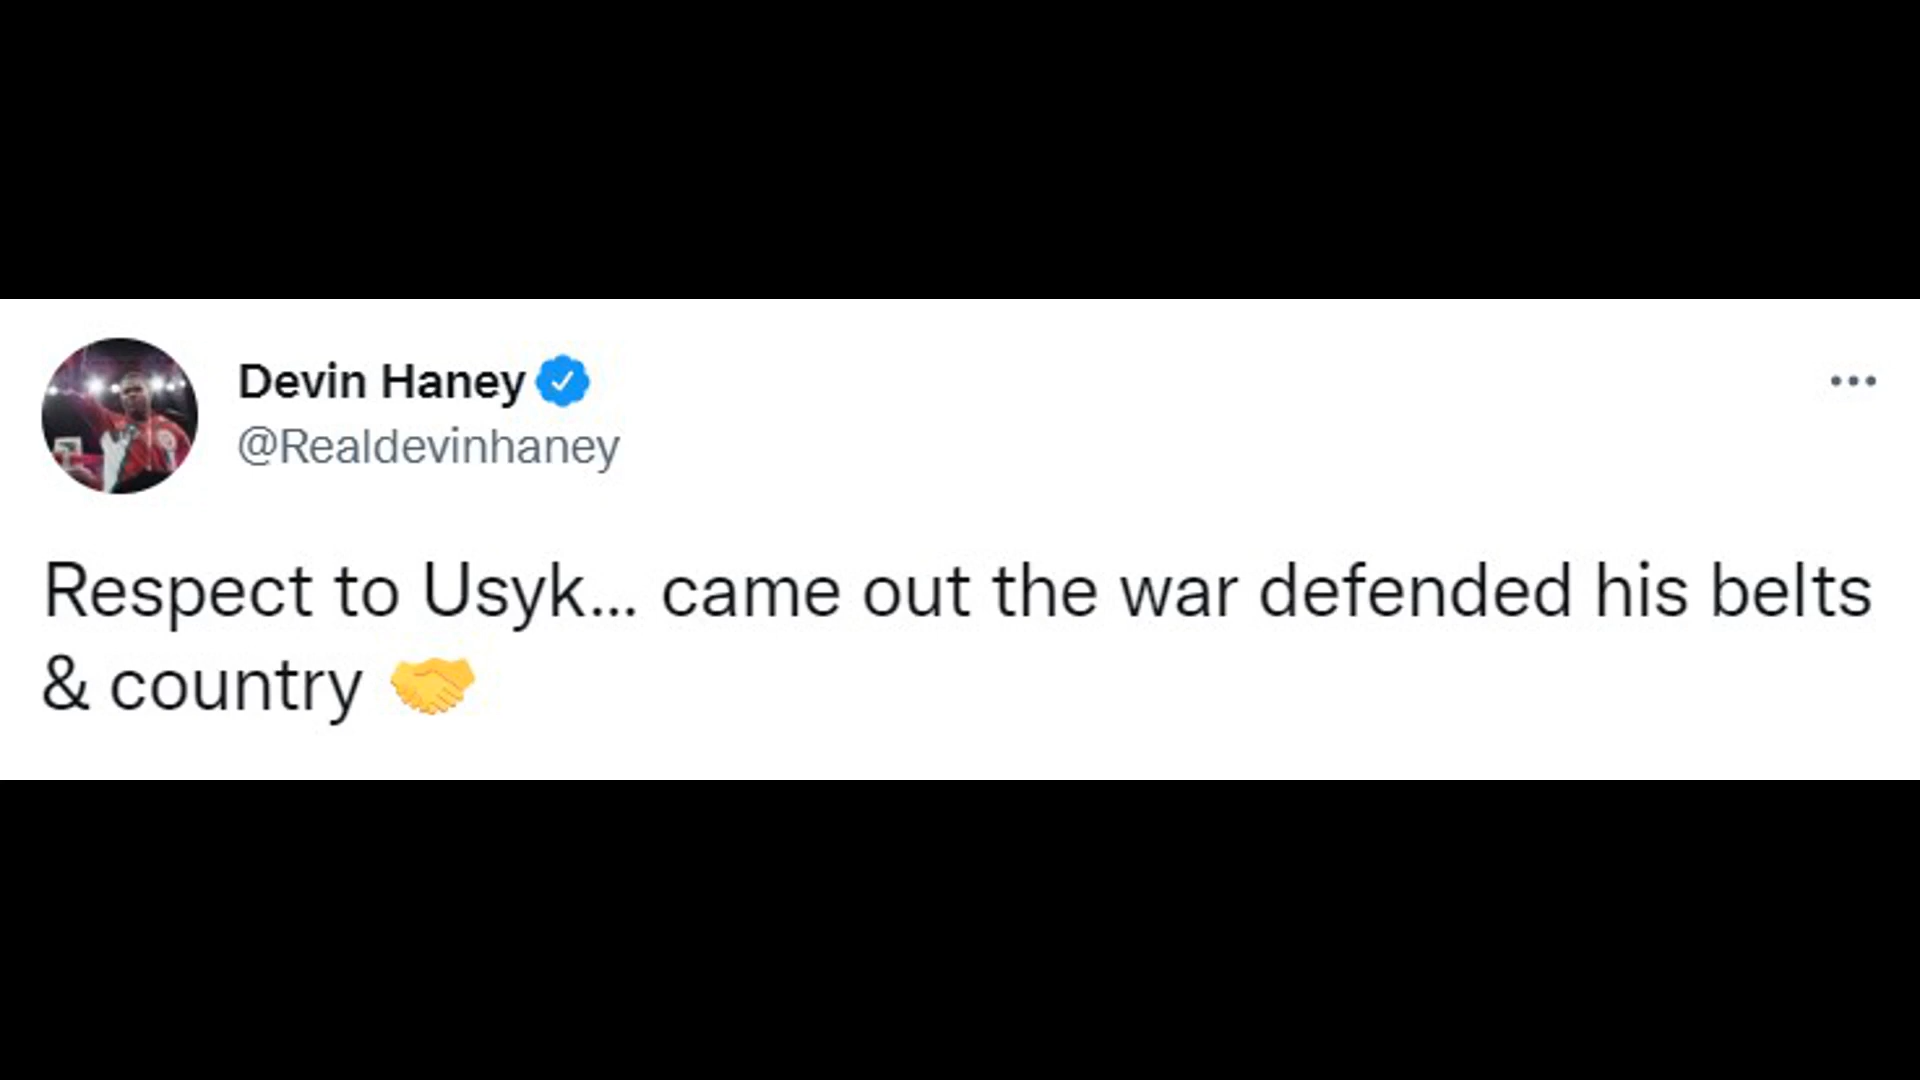 Devin Haney
@Realdevinhaney
Respect to Usyk... came out the war defended his belts
& country 🤝